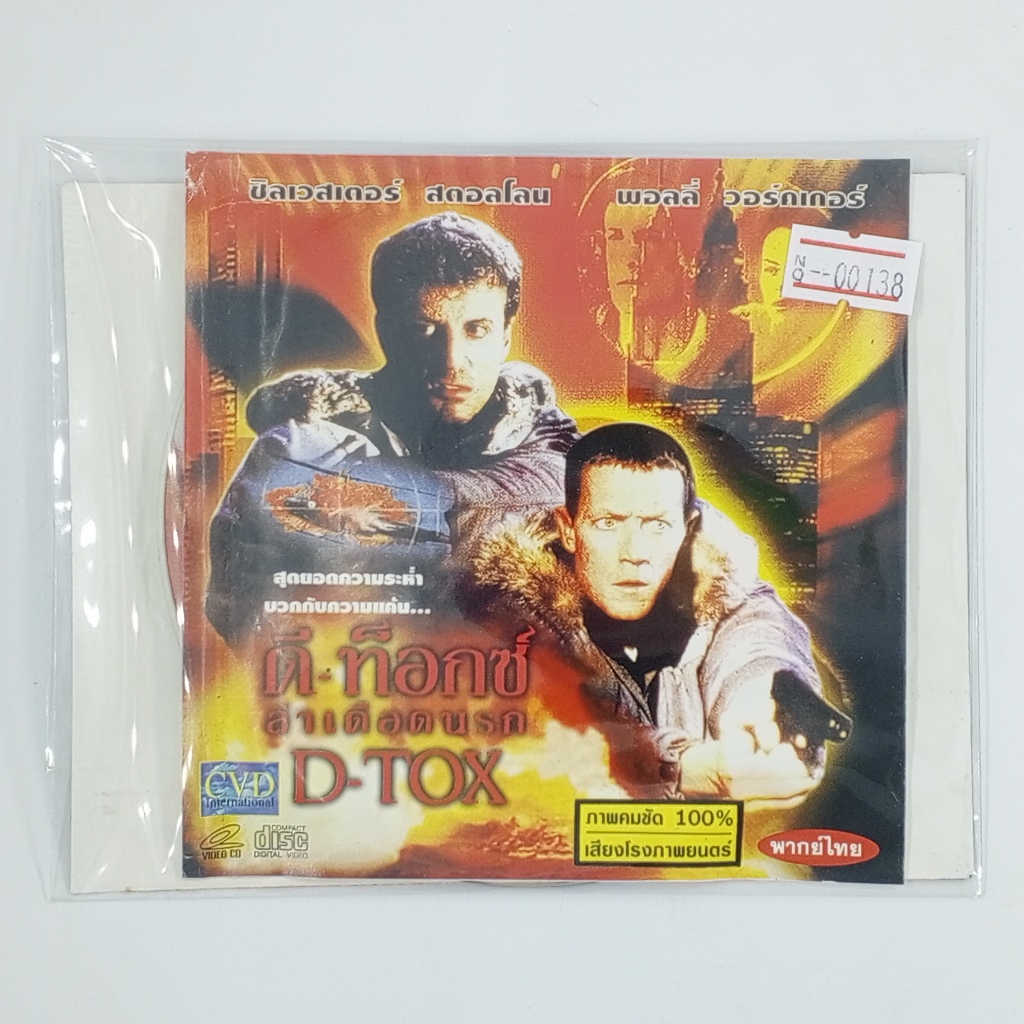 ซิลเวสเตอร์ สตอลโลน พอลลี่ วอร์คเกอร์
No -- 00138
สุดยอดความระห่ำ
บวกกับความแค้น...
ดี.ท็อกซ์
ล่าเดือดนรก
D-TOX
CVD
International
VIDEO CD
COMPACT
disc
DIGITAL VIDEO
ภาพคมชัด 100%
เสียงโรงภาพยนตร์
พากย์ไทย